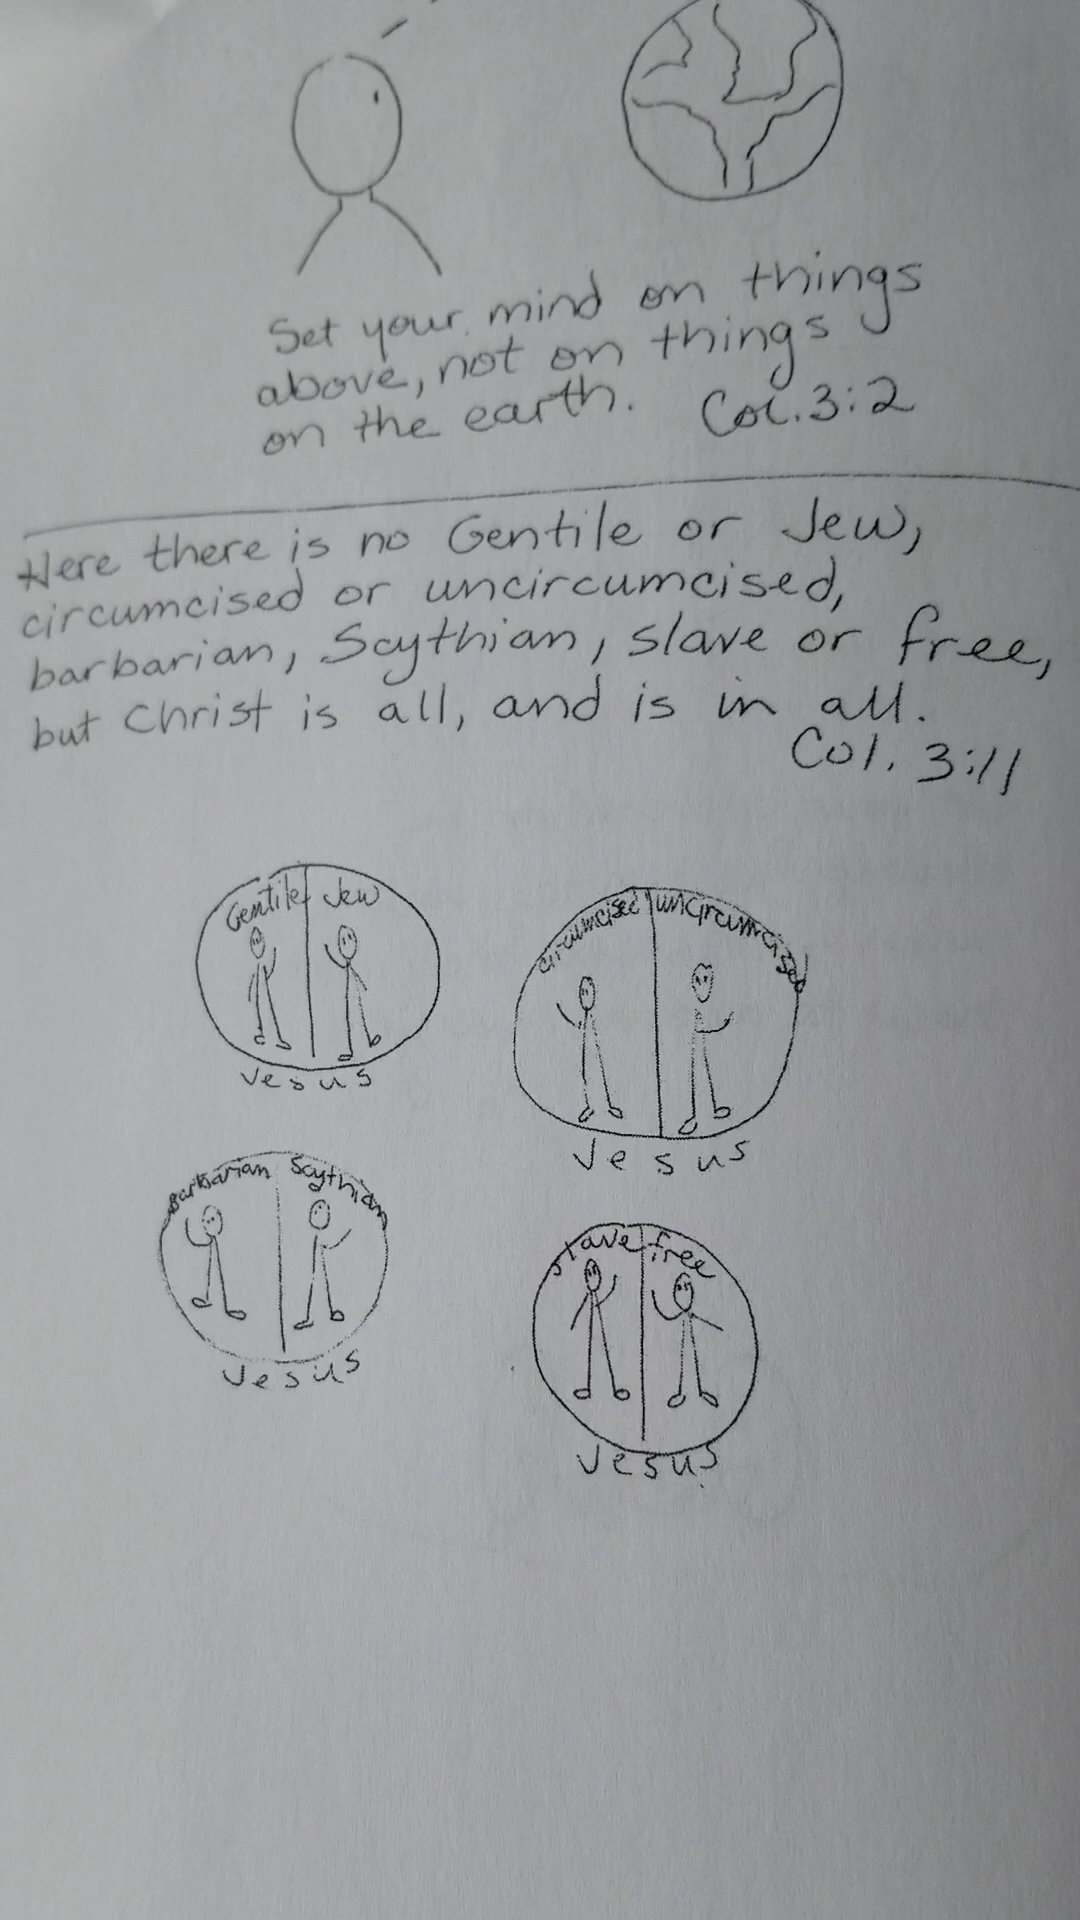 Set your mind on things
above, not on things
on the earth. Col. 3:2
Here there is no Gentile or Jew,
circumcised or uncircumcised,
barbarian, Scythian, slave or free,
but Christ is all, and is in all.
Col. 3:11
Gentile Jew
Jesus
circumcised uncircumcised
Jesus
Barbarian Scythian
Jesus
slave free
Jesus